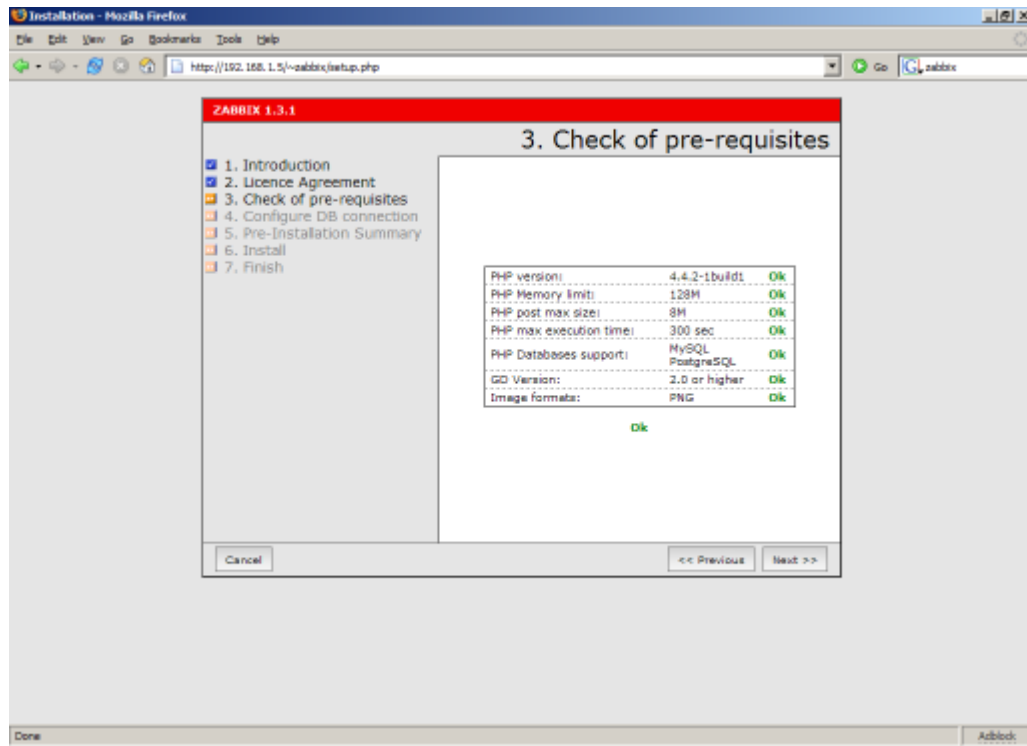 Installation - Mozilla Firefox
File Edit View Go Bookmarks Tools Help
http://192.168.1.5/~zabbix/setup.php Go zabbix
ZABBIX 1.3.1
3. Check of pre-requisites
1. Introduction
2. Licence Agreement
3. Check of pre-requisites
4. Configure DB connection
5. Pre-Installation Summary
6. Install
7. Finish
PHP version: 4.4.2-1build1 Ok
PHP Memory limit: 128M Ok
PHP post max size: 8M Ok
PHP max execution time: 300 sec Ok
PHP Databases support: MySQL
PostgreSQL Ok
GD Version: 2.0 or higher Ok
Image formats: PNG Ok
Ok
Cancel << Previous Next >>
Done Adblock